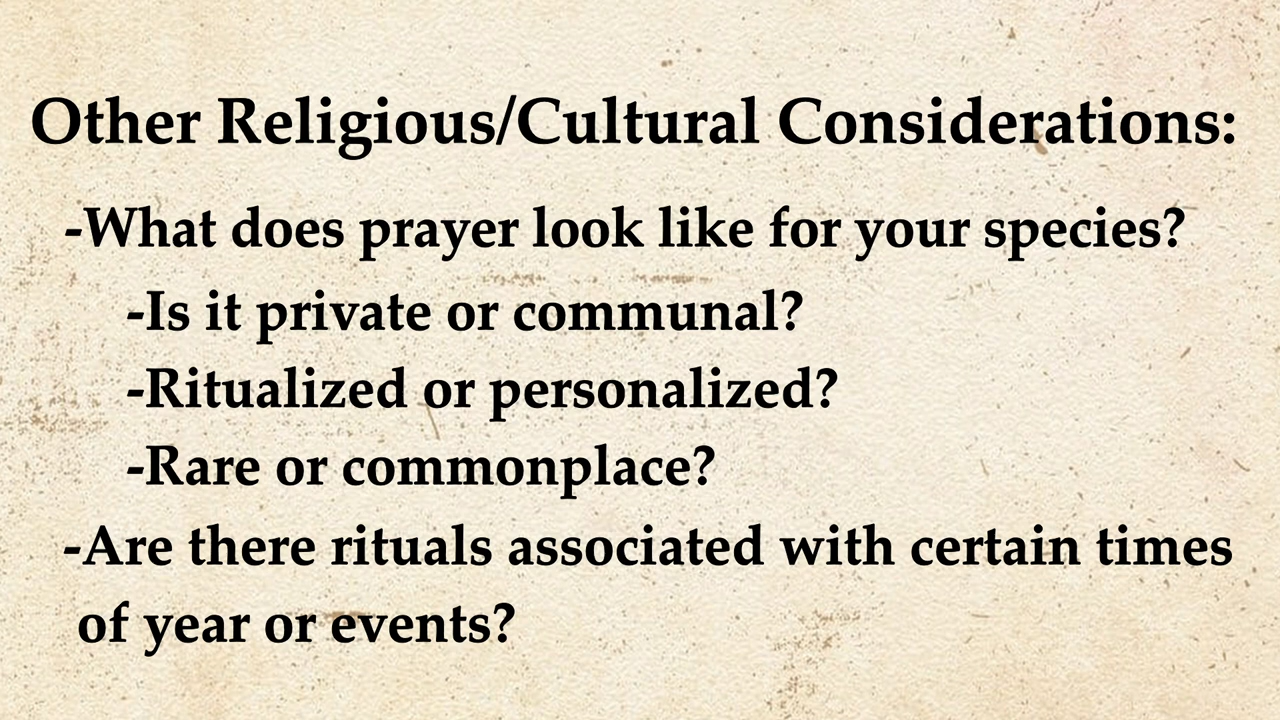 Other Religious/Cultural Considerations:
-What does prayer look like for your species?
-Is it private or communal?
-Ritualized or personalized?
-Rare or commonplace?
-Are there rituals associated with certain times
of year or events?